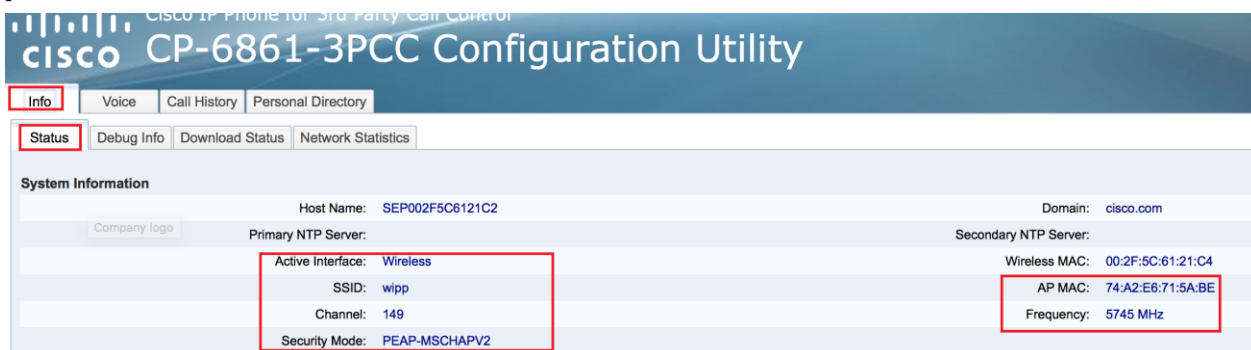 Cisco IP Phone for 3rd Party Call Control
CISCO CP-6861-3PCC Configuration Utility
Info Voice Call History Personal Directory
Status Debug Info Download Status Network Statistics
System Information
Host Name: SEP002F5C6121C2 Domain: cisco.com
Company logo
Primary NTP Server: Secondary NTP Server:
Active Interface: Wireless Wireless MAC: 00:2F:5C:61:21:C4
SSID: wipp AP MAC: 74:A2:E6:71:5A:BE
Channel: 149 Frequency: 5745 MHz
Security Mode: PEAP-MSCHAPV2